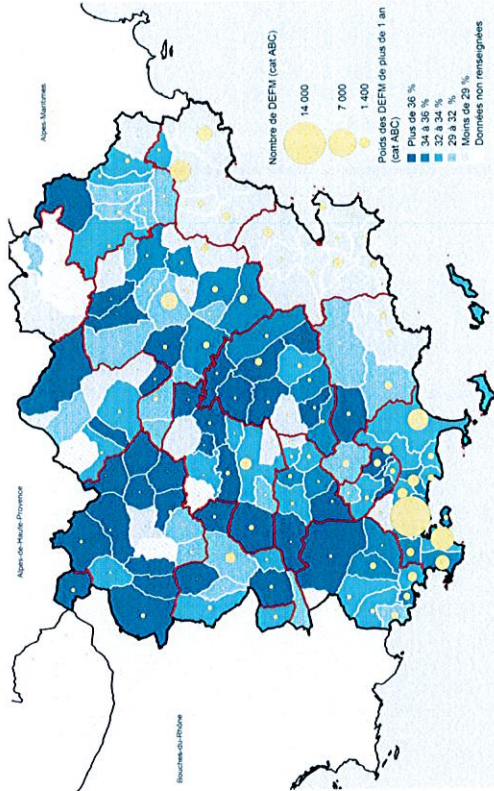 Alpes-de-Haute-Provence
Alpes-Maritimes
Bouches-du-Rhône
Nombre de DEFM (cat ABC)
14 000
7 000
1 400
Poids des DEFM de plus de 1 an
(cat ABC)
Plus de 36 %
34 à 36 %
32 à 34 %
29 à 32 %
Moins de 29 %
Données non renseignées